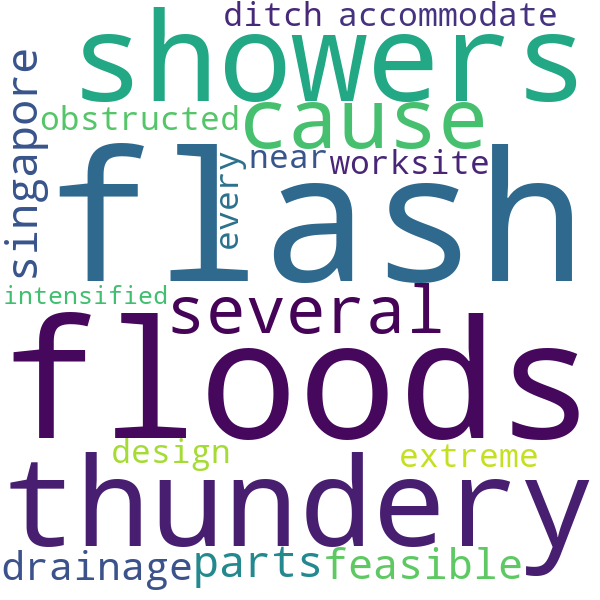 ditch accommodate
showers
obstructed cause
singapore
near worksite
every
flash
intensified
several
floods
design extreme
thundery
drainage parts feasible